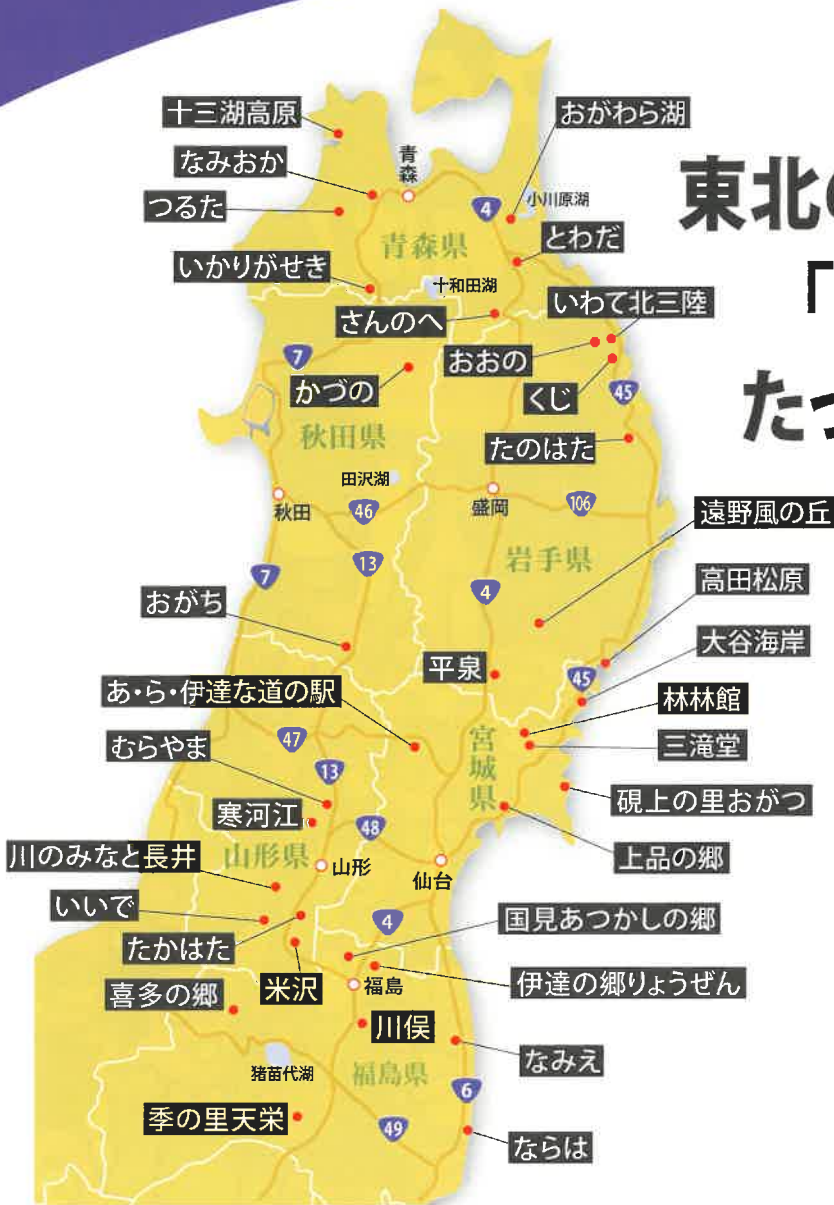 十三湖高原
おがわら湖
なみおか
青森
東北の
つるた
4
小川原湖
青森県
とわだ
いかりがせき
十和田湖
「
さんのへ
いわて北三陸
7
おおの
かづの
くじ
45
たつ
秋田県
たのはた
田沢湖
秋田
46
盛岡
106
遠野風の丘
13
岩手県
7
4
高田松原
おがち
大谷海岸
平泉
45
あ・ら・伊達な道の駅
林林館
47
宮城県
三滝堂
むらやま
13
硯上の里おがつ
寒河江
48
上品の郷
川のみなと長井
山形県
山形
仙台
いいで
4
国見あつかしの郷
たかはた
伊達の郷りょうぜん
喜多の郷
米沢
福島
川俣
なみえ
猪苗代湖
福島県
6
季の里天栄
49
ならは